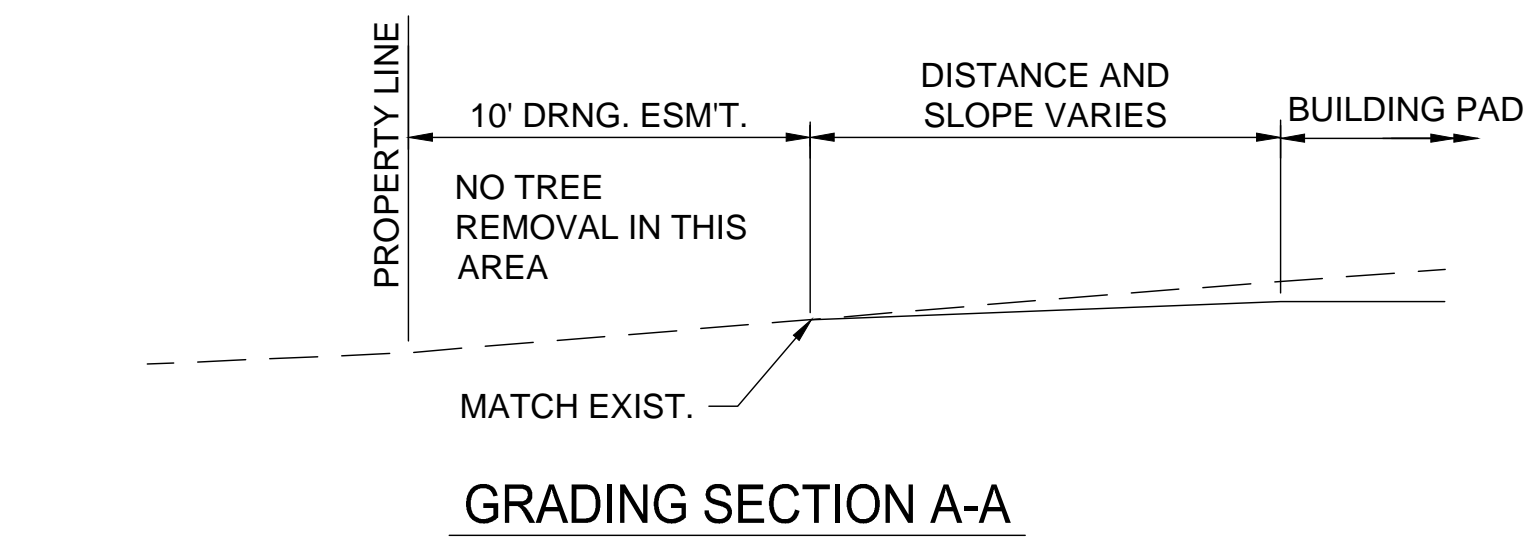 PROPERTY LINE
10' DRNG. ESM'T.
DISTANCE AND
SLOPE VARIES
BUILDING PAD
NO TREE
REMOVAL IN THIS
AREA
MATCH EXIST.
GRADING SECTION A-A